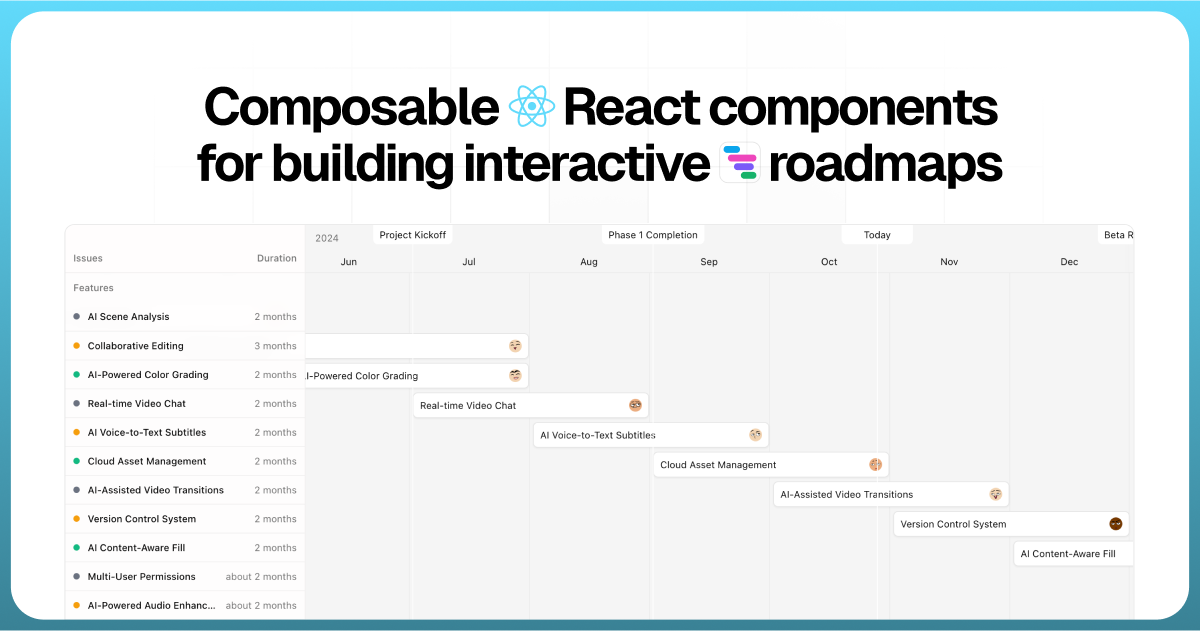 Composable React components
for building interactive roadmaps
2024 Project Kickoff Phase 1 Completion Today Beta R
Issues Duration Jun Jul Aug Sep Oct Nov Dec
Features
AI Scene Analysis 2 months
Collaborative Editing 3 months
AI-Powered Color Grading 2 months I-Powered Color Grading
Real-time Video Chat 2 months Real-time Video Chat
AI Voice-to-Text Subtitles 2 months AI Voice-to-Text Subtitles
Cloud Asset Management 2 months Cloud Asset Management
AI-Assisted Video Transitions 2 months AI-Assisted Video Transitions
Version Control System 2 months Version Control System
AI Content-Aware Fill 2 months AI Content-Aware Fill
Multi-User Permissions about 2 months
AI-Powered Audio Enhanc... about 2 months